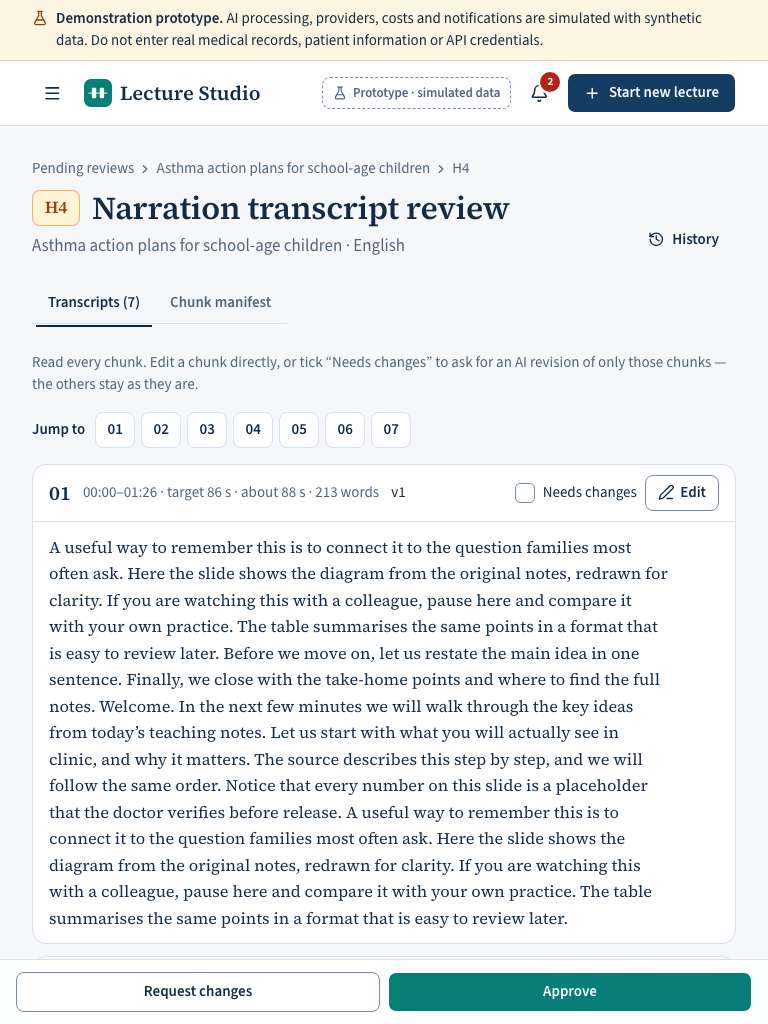 Demonstration prototype. AI processing, providers, costs and notifications are simulated with synthetic
data. Do not enter real medical records, patient information or API credentials.
Lecture Studio
Prototype · simulated data
2
Start new lecture
Pending reviews > Asthma action plans for school-age children > H4
H4 Narration transcript review
Asthma action plans for school-age children · English
History
Transcripts (7) Chunk manifest
Read every chunk. Edit a chunk directly, or tick “Needs changes” to ask for an AI revision of only those chunks —
the others stay as they are.
Jump to 01 02 03 04 05 06 07
01 00:00–01:26 · target 86 s · about 88 s · 213 words v1 Needs changes Edit
A useful way to remember this is to connect it to the question families most
often ask. Here the slide shows the diagram from the original notes, redrawn for
clarity. If you are watching this with a colleague, pause here and compare it
with your own practice. The table summarises the same points in a format that
is easy to review later. Before we move on, let us restate the main idea in one
sentence. Finally, we close with the take-home points and where to find the full
notes. Welcome. In the next few minutes we will walk through the key ideas
from today’s teaching notes. Let us start with what you will actually see in
clinic, and why it matters. The source describes this step by step, and we will
follow the same order. Notice that every number on this slide is a placeholder
that the doctor verifies before release. A useful way to remember this is to
connect it to the question families most often ask. Here the slide shows the
diagram from the original notes, redrawn for clarity. If you are watching this
with a colleague, pause here and compare it with your own practice. The table
summarises the same points in a format that is easy to review later.
Request changes
Approve